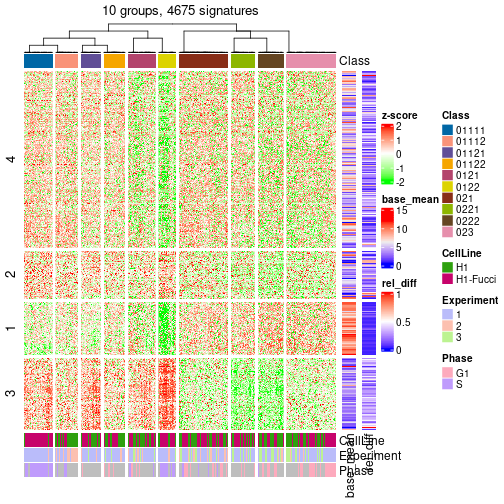 10 groups, 4675 signatures
Class
4
2
1
3
CellLine
Experiment
Phase
base_mean
rel_diff
z-score
2
1
0
-1
-2
base_mean
15
10
5
0
rel_diff
1
0.5
0
Class
01111
01112
01121
01122
0121
0122
021
0221
0222
023
CellLine
H1
H1-Fucci
Experiment
1
2
3
Phase
G1
S